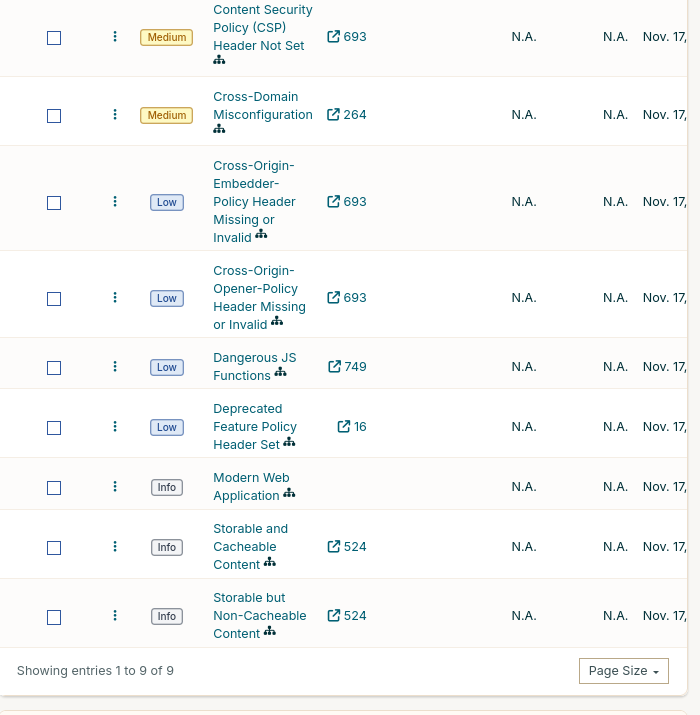 Content Security
Policy (CSP)
Medium 693 N.A. N.A. Nov. 17,
Header Not Set
Cross-Domain
Medium Misconfiguration 264 N.A. N.A. Nov. 17,
Cross-Origin-
Embedder-
Low Policy Header 693 N.A. N.A. Nov. 17,
Missing or
Invalid
Cross-Origin-
Opener-Policy
Low 693 N.A. N.A. Nov. 17,
Header Missing
or Invalid
Dangerous JS
Low 749 N.A. N.A. Nov. 17,
Functions
Deprecated
Low Feature Policy 16 N.A. N.A. Nov. 17,
Header Set
Modern Web
Info N.A. N.A. Nov. 17,
Application
Storable and
Info Cacheable 524 N.A. N.A. Nov. 17,
Content
Storable but
Info Non-Cacheable 524 N.A. N.A. Nov. 17,
Content
Showing entries 1 to 9 of 9 Page Size